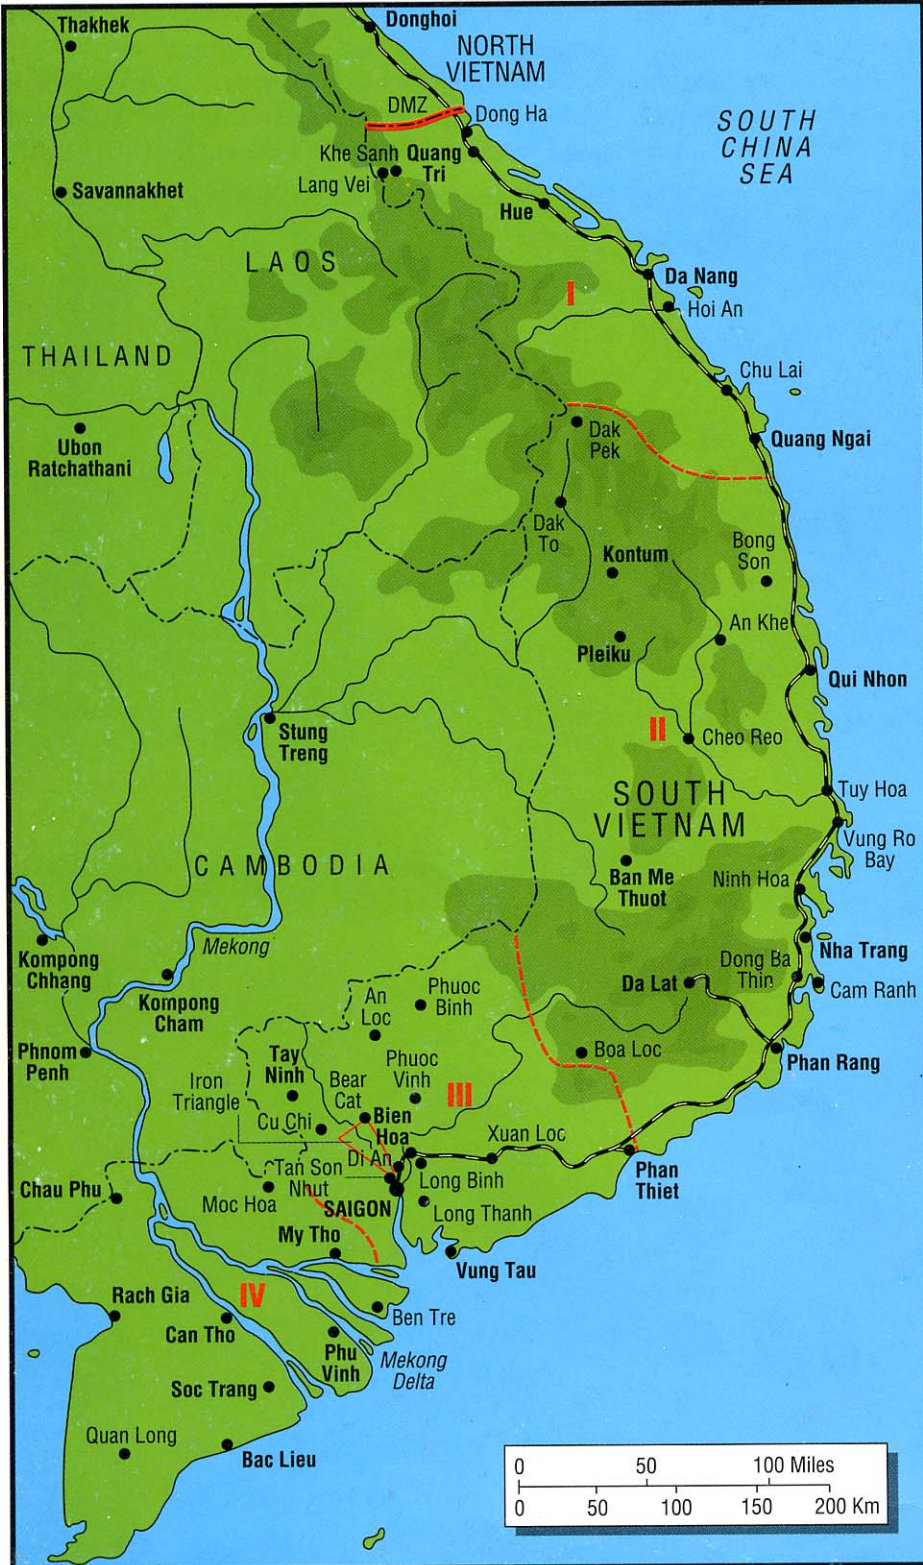 Thakhek
Donghoi
NORTH
VIETNAM
DMZ
Dong Ha
SOUTH
CHINA
SEA
Khe Sanh
Quang
Tri
Lang Vei
Savannakhet
Hue
LAOS
Da Nang
I
Hoi An
THAILAND
Chu Lai
Ubon
Ratchathani
Dak
Pek
Quang Ngai
Dak
To
Bong
Son
Kontum
An Khe
Pleiku
Qui Nhon
Stung
Treng
II
Cheo Reo
SOUTH
VIETNAM
Tuy Hoa
Vung Ro
Bay
CAMBODIA
Ban Me
Thuot
Ninh Hoa
Mekong
Kompong
Chhang
Nha Trang
Dong Ba
Thin
Da Lat
Cam Ranh
Kompong
Cham
An
Loc
Phuoc
Binh
Phnom
Penh
Boa Loc
Phan Rang
Tay
Ninh
Phuoc
Vinh
Iron
Triangle
Bear
Cat
III
Cu Chi
Bien
Hoa
Xuan Loc
Di An
Tan Son
Nhut
Long Binh
Phan
Thiet
Chau Phu
Moc Hoa
SAIGON
Long Thanh
My Tho
Vung Tau
Rach Gia
IV
Can Tho
Ben Tre
Phu
Vinh
Mekong
Delta
Soc Trang
Quan Long
Bac Lieu
0 50 100 Miles
0 50 100 150 200 Km